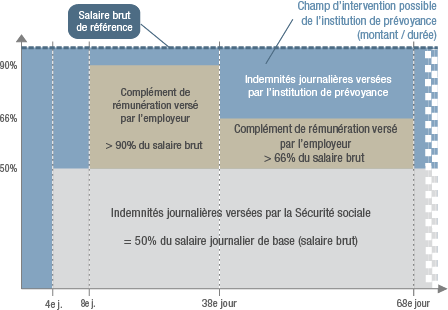 Salaire brut
de référence
Champ d'intervention possible
de l'institution de prévoyance
(montant / durée)
90%
Complément de
rémunération versé
par l'employeur
> 90% du salaire brut
Indemnités journalières versées
par l'institution de prévoyance
66%
Complément de rémunération versé
par l'employeur
> 66% du salaire brut
50%
Indemnités journalières versées par la Sécurité sociale
= 50% du salaire journalier de base (salaire brut)
4e j.
8e j.
38e jour
68e jour